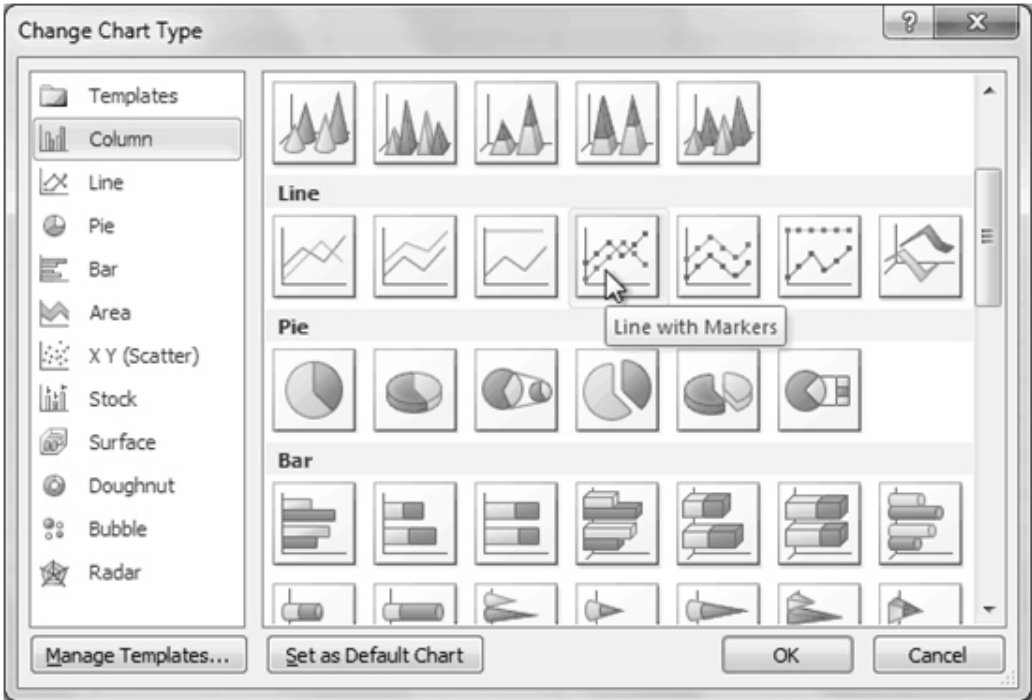 Change Chart Type
Templates
Column
Line
Pie
Bar
Area
X Y (Scatter)
Stock
Surface
Doughnut
Bubble
Radar
Line
Line with Markers
Pie
Bar
Manage Templates...
Set as Default Chart
OK
Cancel